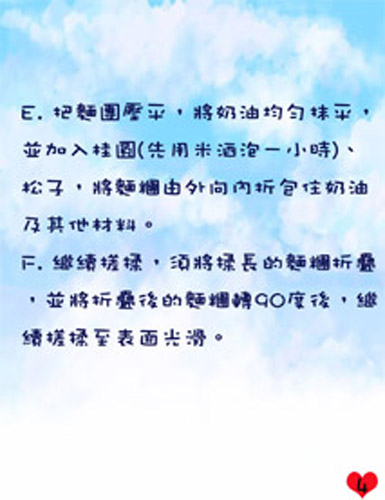 E. 把麵團壓平，將奶油均勻抹平，
並加入桂圓(先用米酒泡一小時)、
松子，將麵糰由外向內折包住奶油
及其他材料。
F. 繼續搓揉，須將揉長的麵糰折疊
，並將折疊後的麵糰轉90度後，繼
續搓揉至表面光滑。
4